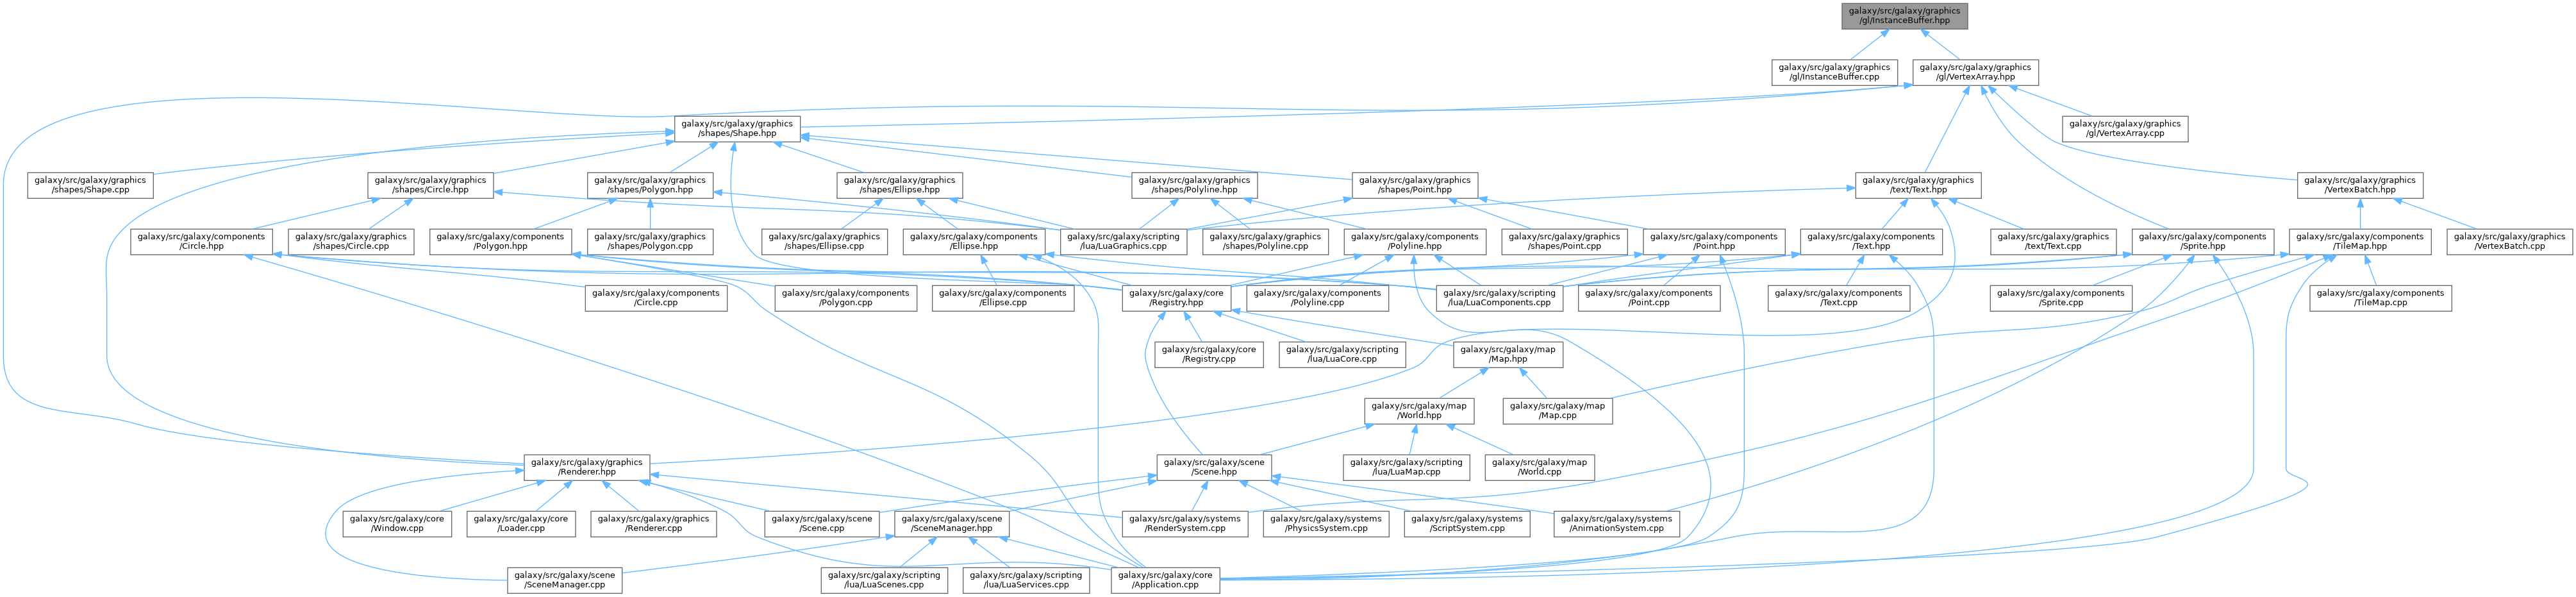 galaxy/src/galaxy/graphics
/gl/InstanceBuffer.hpp
galaxy/src/galaxy/graphics
/gl/InstanceBuffer.cpp
galaxy/src/galaxy/graphics
/gl/VertexArray.hpp
galaxy/src/galaxy/graphics
/shapes/Shape.hpp
galaxy/src/galaxy/graphics
/gl/VertexArray.cpp
galaxy/src/galaxy/graphics
/shapes/Shape.cpp
galaxy/src/galaxy/graphics
/shapes/Circle.hpp
galaxy/src/galaxy/graphics
/shapes/Polygon.hpp
galaxy/src/galaxy/graphics
/shapes/Ellipse.hpp
galaxy/src/galaxy/graphics
/shapes/Polyline.hpp
galaxy/src/galaxy/graphics
/shapes/Point.hpp
galaxy/src/galaxy/graphics
/text/Text.hpp
galaxy/src/galaxy/graphics
/VertexBatch.hpp
galaxy/src/galaxy/components
/Circle.hpp
galaxy/src/galaxy/graphics
/shapes/Circle.cpp
galaxy/src/galaxy/components
/Polygon.hpp
galaxy/src/galaxy/graphics
/shapes/Polygon.cpp
galaxy/src/galaxy/graphics
/shapes/Ellipse.cpp
galaxy/src/galaxy/components
/Ellipse.hpp
galaxy/src/galaxy/scripting
/lua/LuaGraphics.cpp
galaxy/src/galaxy/graphics
/shapes/Polyline.cpp
galaxy/src/galaxy/components
/Polyline.hpp
galaxy/src/galaxy/graphics
/shapes/Point.cpp
galaxy/src/galaxy/components
/Point.hpp
galaxy/src/galaxy/components
/Text.hpp
galaxy/src/galaxy/graphics
/text/Text.cpp
galaxy/src/galaxy/components
/Sprite.hpp
galaxy/src/galaxy/components
/TileMap.hpp
galaxy/src/galaxy/graphics
/VertexBatch.cpp
galaxy/src/galaxy/components
/Circle.cpp
galaxy/src/galaxy/components
/Polygon.cpp
galaxy/src/galaxy/components
/Ellipse.cpp
galaxy/src/galaxy/core
/Registry.hpp
galaxy/src/galaxy/components
/Polyline.cpp
galaxy/src/galaxy/scripting
/lua/LuaComponents.cpp
galaxy/src/galaxy/components
/Point.cpp
galaxy/src/galaxy/components
/Text.cpp
galaxy/src/galaxy/components
/Sprite.cpp
galaxy/src/galaxy/components
/TileMap.cpp
galaxy/src/galaxy/core
/Registry.cpp
galaxy/src/galaxy/scripting
/lua/LuaCore.cpp
galaxy/src/galaxy/map
/Map.hpp
galaxy/src/galaxy/map
/World.hpp
galaxy/src/galaxy/map
/Map.cpp
galaxy/src/galaxy/graphics
/Renderer.hpp
galaxy/src/galaxy/scene
/Scene.hpp
galaxy/src/galaxy/scripting
/lua/LuaMap.cpp
galaxy/src/galaxy/map
/World.cpp
galaxy/src/galaxy/core
/Window.cpp
galaxy/src/galaxy/core
/Loader.cpp
galaxy/src/galaxy/graphics
/Renderer.cpp
galaxy/src/galaxy/scene
/Scene.cpp
galaxy/src/galaxy/scene
/SceneManager.hpp
galaxy/src/galaxy/systems
/RenderSystem.cpp
galaxy/src/galaxy/systems
/PhysicsSystem.cpp
galaxy/src/galaxy/systems
/ScriptSystem.cpp
galaxy/src/galaxy/systems
/AnimationSystem.cpp
galaxy/src/galaxy/scene
/SceneManager.cpp
galaxy/src/galaxy/scripting
/lua/LuaScenes.cpp
galaxy/src/galaxy/scripting
/lua/LuaServices.cpp
galaxy/src/galaxy/core
/Application.cpp